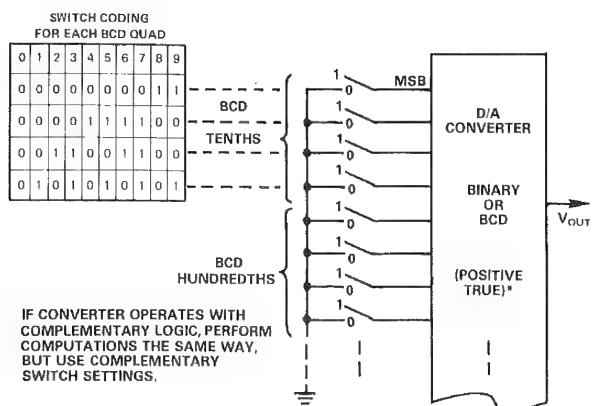 SWITCH CODING
FOR EACH BCD QUAD
0 1 2 3 4 5 6 7 8 9
0 0 0 0 0 0 0 0 1 1
0 0 0 0 1 1 1 1 0 0
0 0 1 1 0 0 1 1 0 0
0 1 0 1 0 1 0 1 0 1
BCD
TENTHS
BCD
HUNDREDTHS
1
0
1
0
1
0
1
0
1
0
1
0
1
0
1
0
MSB
D/A
CONVERTER
BINARY
OR
BCD
(POSITIVE
TRUE)*
VOUT
IF CONVERTER OPERATES WITH
COMPLEMENTARY LOGIC, PERFORM
COMPUTATIONS THE SAME WAY,
BUT USE COMPLEMENTARY
SWITCH SETTINGS.